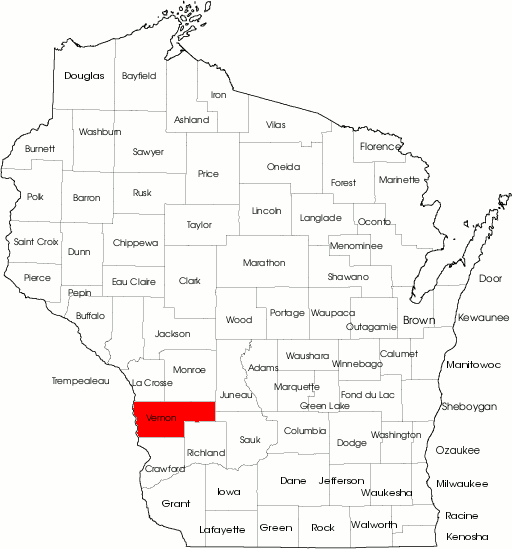 Douglas
Bayfield
Iron
Ashland
Vilas
Washburn
Florence
Burnett
Sawyer
Price
Oneida
Forest
Marinette
Polk
Barron
Rusk
Lincoln
Langlade
Oconto
Taylor
Saint Croix
Dunn
Chippewa
Menominee
Marathon
Shawano
Pierce
Eau Claire
Clark
Door
Pepin
Buffalo
Wood
Portage
Waupaca
Outagamie
Brown
Kewaunee
Jackson
Waushara
Calumet
Winnebago
Manitowoc
Monroe
Adams
Trempealeau
La Crosse
Juneau
Marquette
Fond du Lac
Green Lake
Sheboygan
Vernon
Sauk
Columbia
Dodge
Washington
Ozaukee
Richland
Crawford
Dane
Jefferson
Waukesha
Milwaukee
Grant
Iowa
Racine
Lafayette
Green
Rock
Walworth
Kenosha